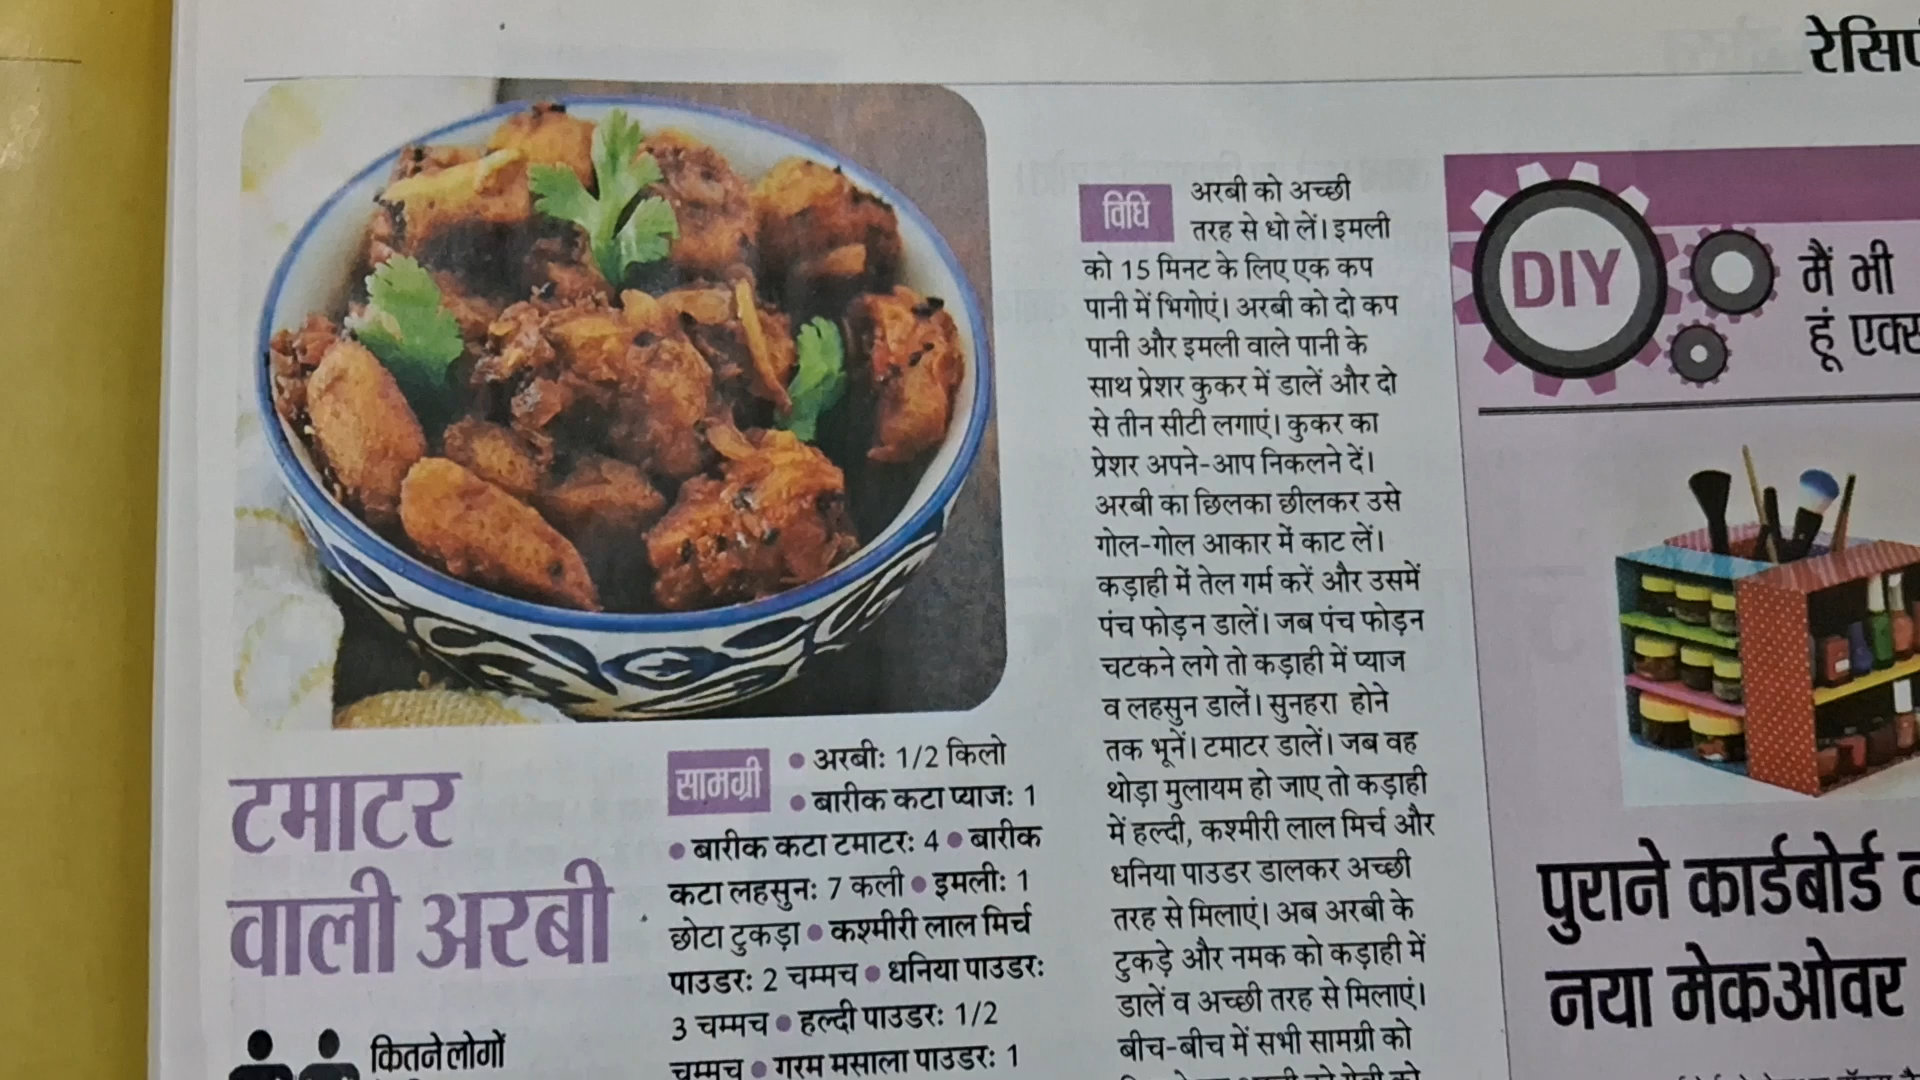 टमाटर
वाली अरबी
कितने लोगों
सामग्री
• अरबीः 1/2 किलो
• बारीक कटा प्याजः 1
• बारीक कटा टमाटरः 4 • बारीक
कटा लहसुनः 7 कली • इमलीः 1
छोटा टुकड़ा • कश्मीरी लाल मिर्च
पाउडरः 2 चम्मच • धनिया पाउडरः
3 चम्मच • हल्दी पाउडरः 1/2
चम्मच • गरम मसाला पाउडरः 1
विधि
अरबी को अच्छी
तरह से धो लें। इमली
को 15 मिनट के लिए एक कप
पानी में भिगोएं। अरबी को दो कप
पानी और इमली वाले पानी के
साथ प्रेशर कुकर में डालें और दो
से तीन सीटी लगाएं। कुकर का
प्रेशर अपने-आप निकलने दें।
अरबी का छिलका छीलकर उसे
गोल-गोल आकार में काट लें।
कड़ाही में तेल गर्म करें और उसमें
पंच फोड़न डालें। जब पंच फोड़न
चटकने लगे तो कड़ाही में प्याज
व लहसुन डालें। सुनहरा होने
तक भूनें। टमाटर डालें। जब वह
थोड़ा मुलायम हो जाए तो कड़ाही
में हल्दी, कश्मीरी लाल मिर्च और
धनिया पाउडर डालकर अच्छी
तरह से मिलाएं। अब अरबी के
टुकड़े और नमक को कड़ाही में
डालें व अच्छी तरह से मिलाएं।
बीच-बीच में सभी सामग्री को
DIY
मैं भी
हूं
पुराने कार्डबोर्ड
नया मेकओवर